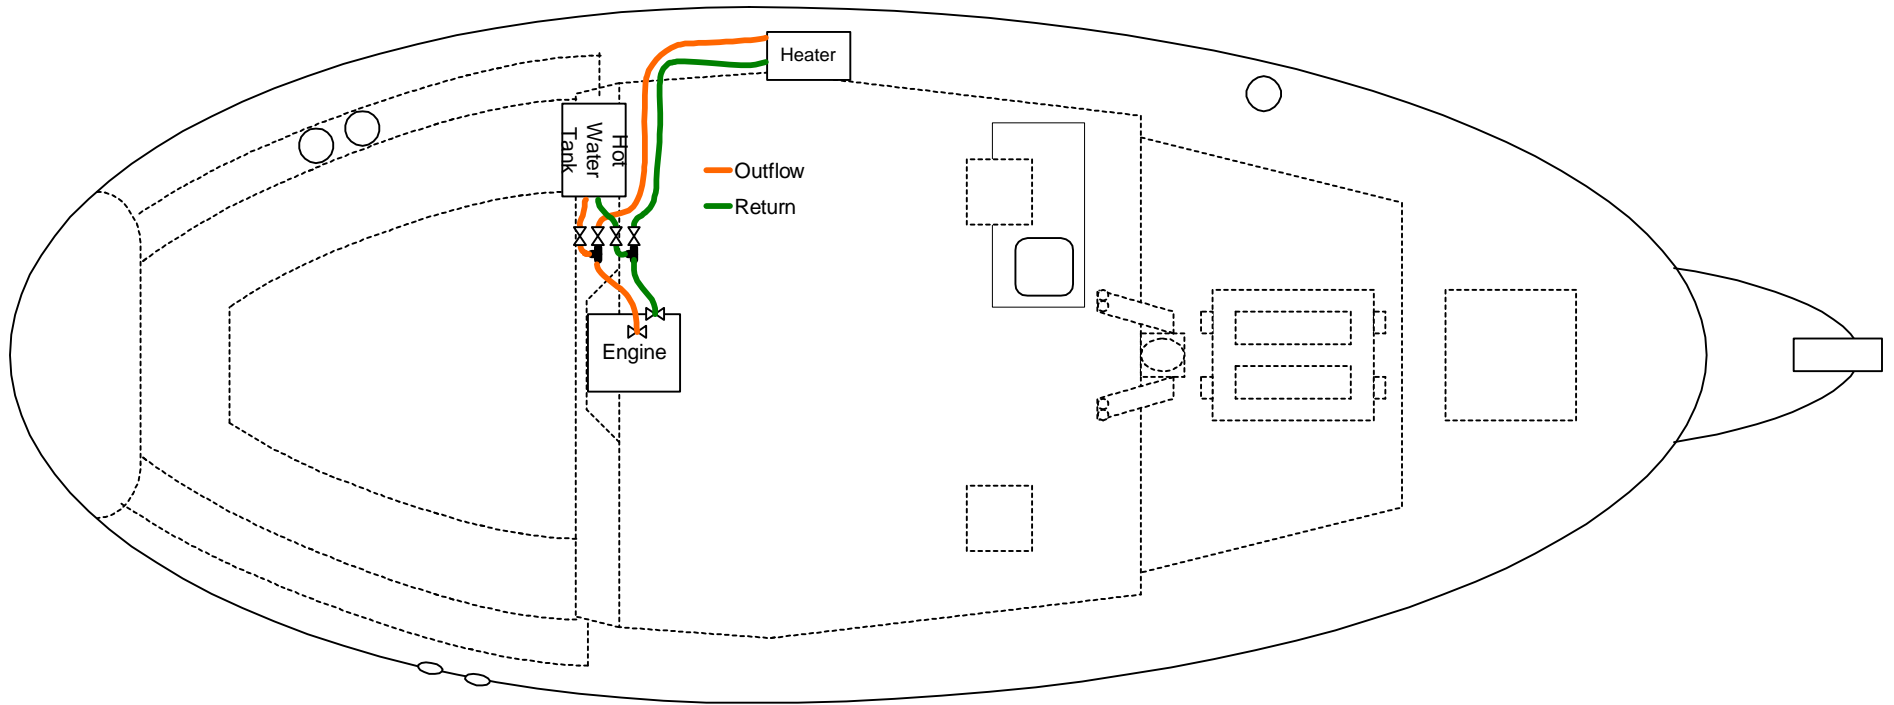 Heater
Hot
Water
Tank
Outflow
Return
Engine